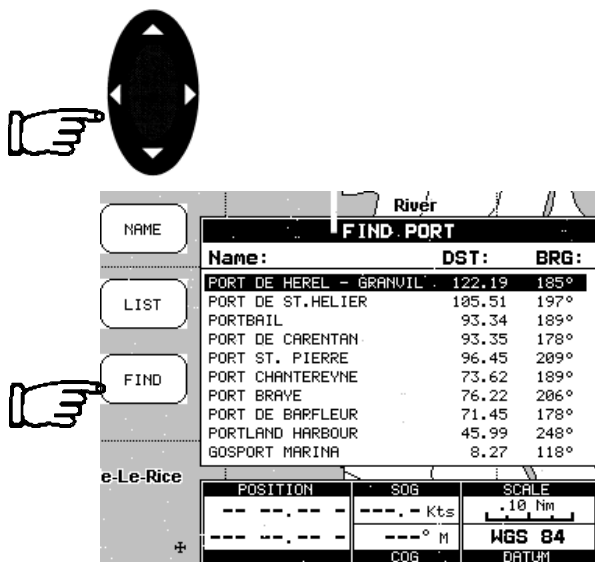 River
NAME
FIND PORT
Name: DST: BRG:
PORT DE HEREL - GRANVIL'. 122.19 185°
LIST
PORT DE ST.HELIER 105.51 197°
PORTBAIL 93.34 189°
PORT DE CARENTAN 93.35 178°
PORT ST. PIERRE 96.45 209°
FIND
PORT CHANTEREYNE 73.62 189°
PORT BRAYE 76.22 206°
PORT DE BARFLEUR 71.45 178°
PORTLAND HARBOUR 45.99 248°
GOSPORT MARINA 8.27 118°
e-Le-Rice
POSITION SOG SCALE
-- --.-- - ---.- Kts .10 Nm
-- --.-- - ---° M WGS 84
COG DATUM